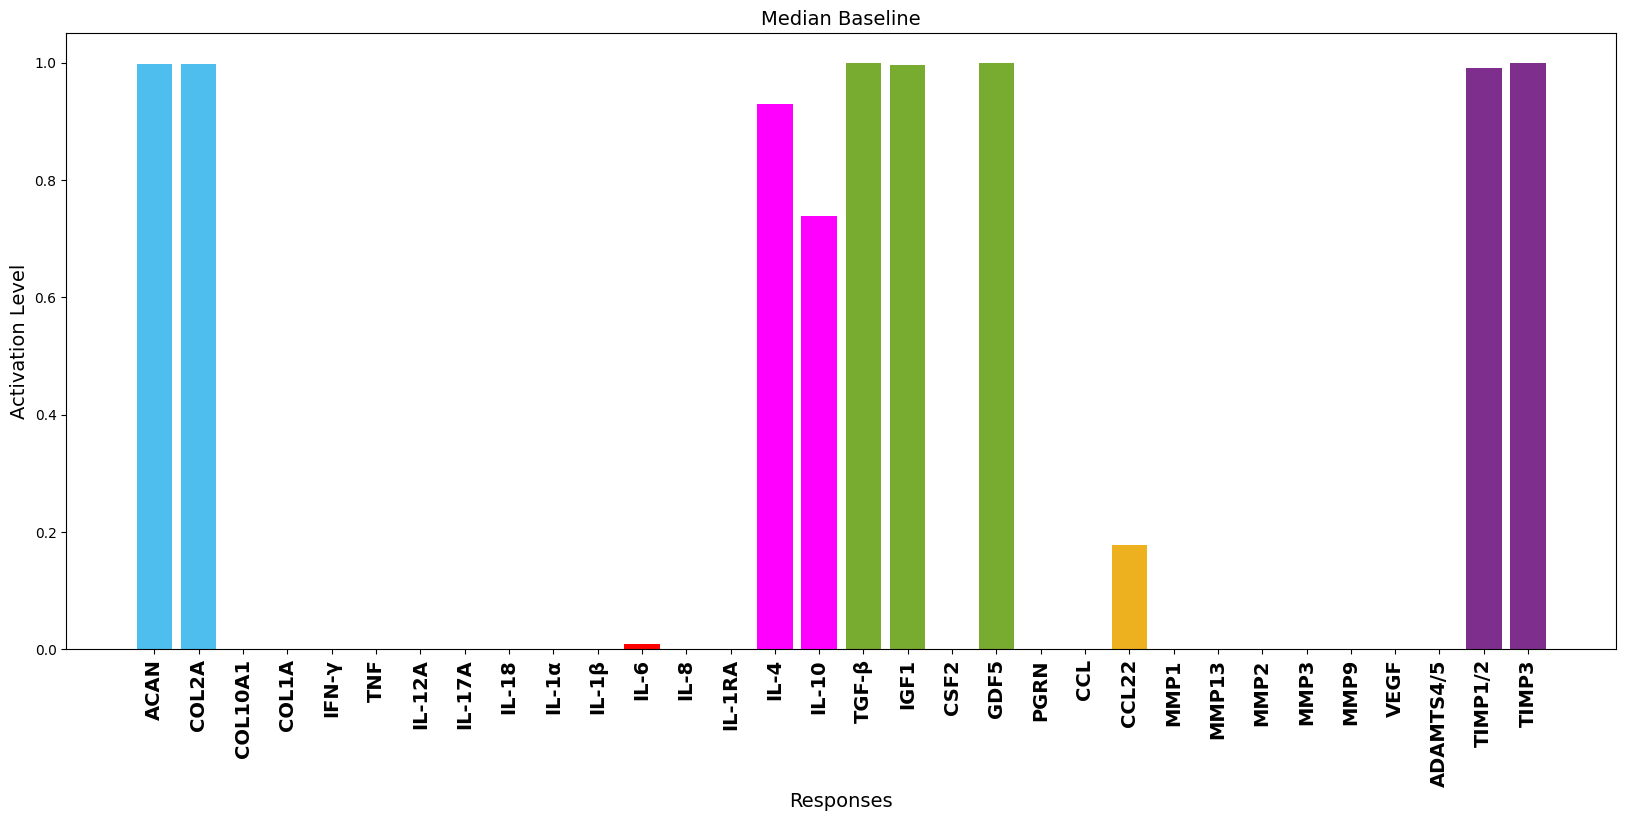 Median Baseline
Activation Level
1.0
0.8
0.6
0.4
0.2
0.0
ACAN
COL2A
COL10A1
COL1A
IFN-γ
TNF
IL-12A
IL-17A
IL-18
IL-1α
IL-1β
IL-6
IL-8
IL-1RA
IL-4
IL-10
TGF-β
IGF1
CSF2
GDF5
PGRN
CCL
CCL22
MMP1
MMP13
MMP2
MMP3
MMP9
VEGF
ADAMTS4/5
TIMP1/2
TIMP3
Responses